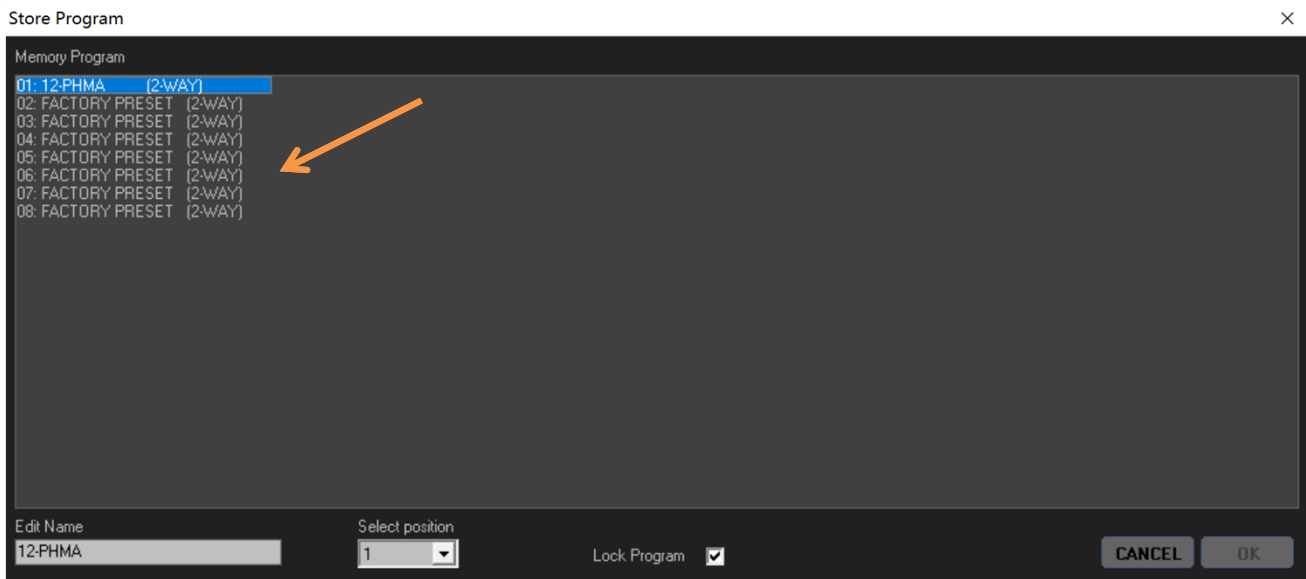 Store Program
Memory Program
01: 12-PHMA (2-WAY)
02: FACTORY PRESET (2-WAY)
03: FACTORY PRESET (2-WAY)
04: FACTORY PRESET (2-WAY)
05: FACTORY PRESET (2-WAY)
06: FACTORY PRESET (2-WAY)
07: FACTORY PRESET (2-WAY)
08: FACTORY PRESET (2-WAY)
Edit Name
Select position
12-PHMA
1
Lock Program
CANCEL
OK